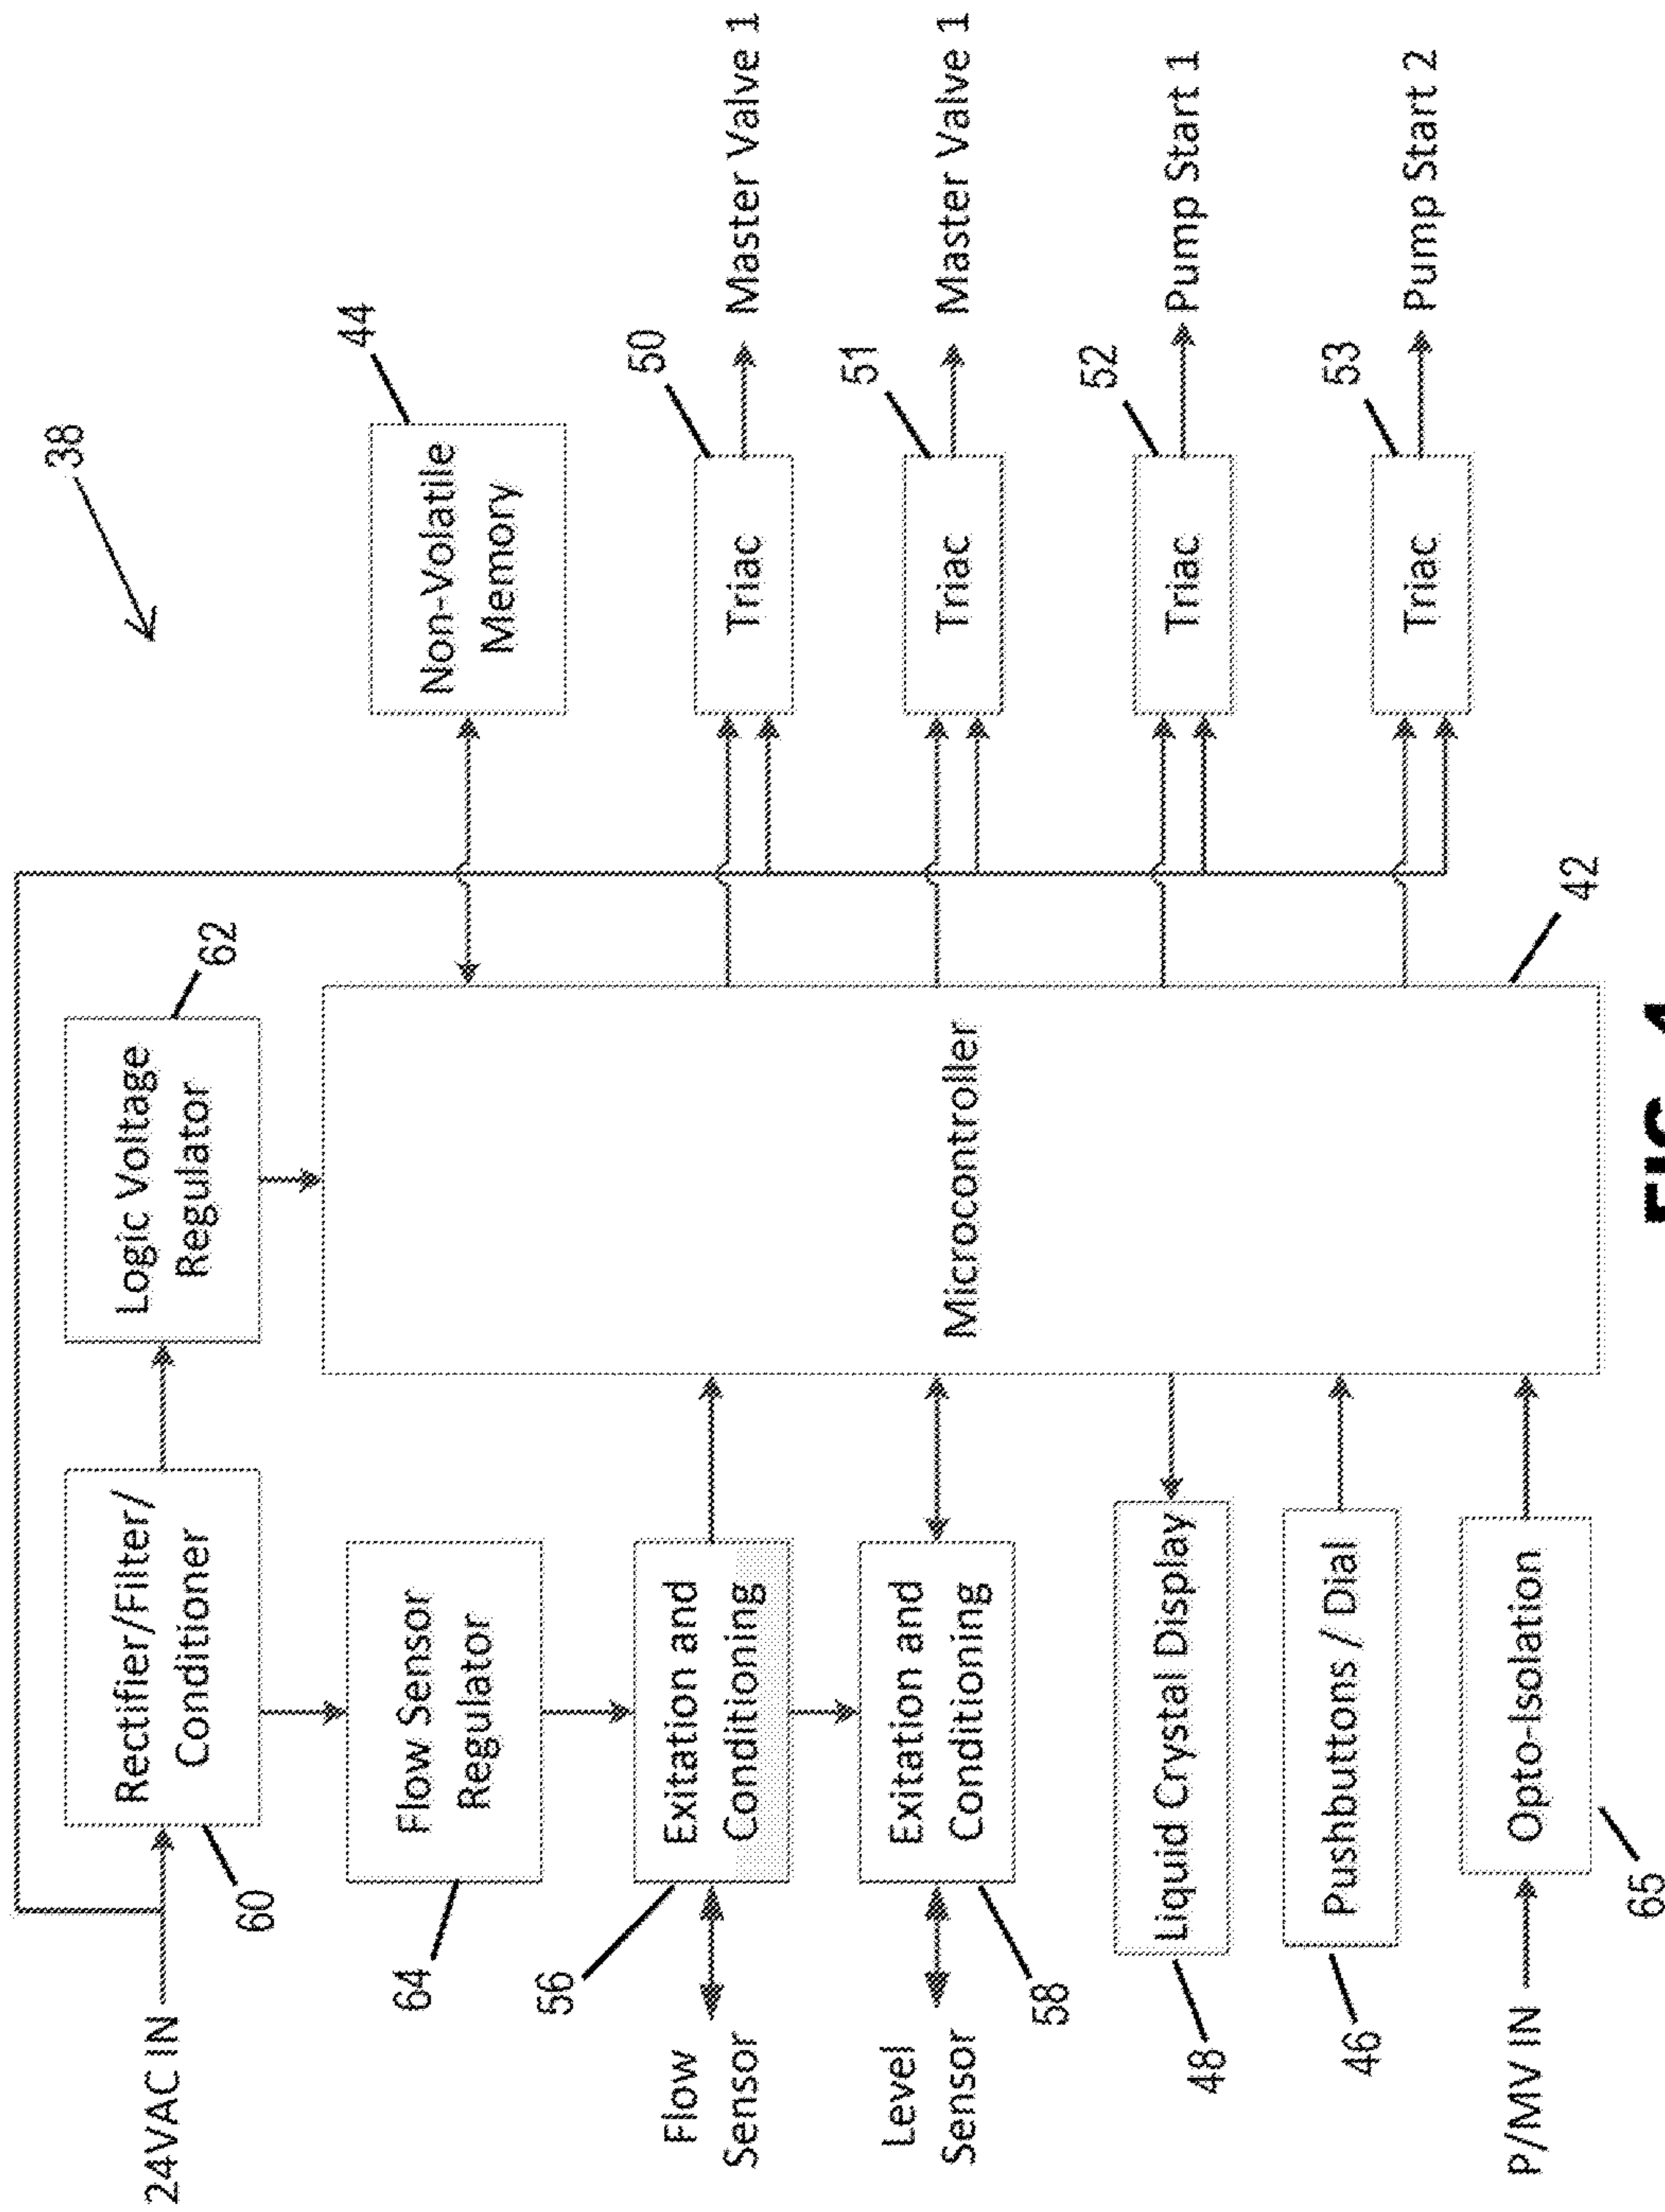 38
24VAC IN
60
Rectifier/Filter/
Conditioner
Logic Voltage
Regulator
62
64
Flow Sensor
Regulator
44
Non-Volatile
Memory
Flow
Sensor
56
Exitation and
Conditioning
50
Triac
Master Valve 1
Level
Sensor
58
Exitation and
Conditioning
Microcontroller
42
51
Triac
Master Valve 1
48
Liquid Crystal Display
52
Triac
Pump Start 1
46
Pushbuttons / Dial
53
Triac
Pump Start 2
P/MV IN
Opto-Isolation
65
FIG.